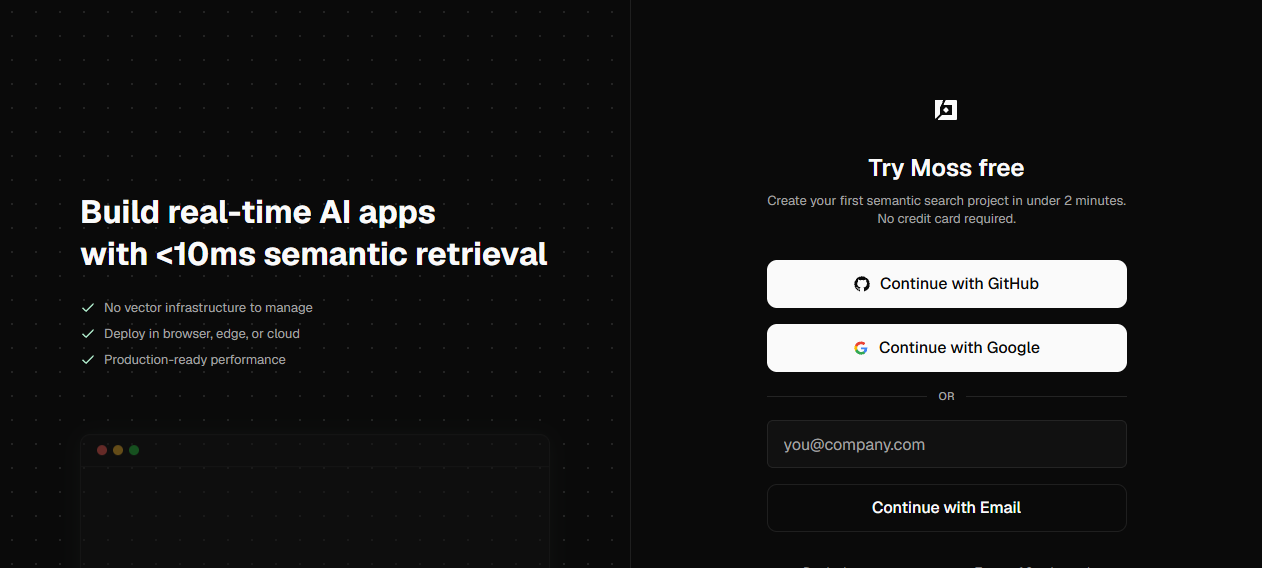 Build real-time AI apps
with <10ms semantic retrieval
No vector infrastructure to manage
Deploy in browser, edge, or cloud
Production-ready performance
Try Moss free
Create your first semantic search project in under 2 minutes.
No credit card required.
Continue with GitHub
Continue with Google
OR
you@company.com
Continue with Email